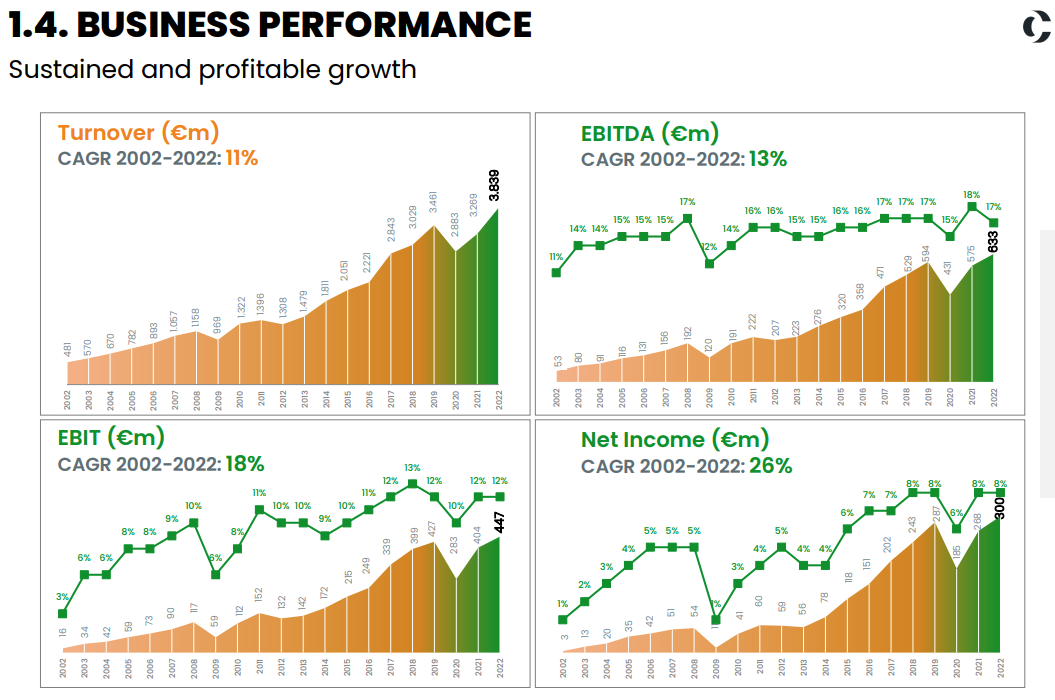 1.4. BUSINESS PERFORMANCE
Sustained and profitable growth
Turnover (€m)
CAGR 2002-2022: 11%
481 570 670 782 893 1.057 1158 969 1.322 1396 1308 1.479 1.811 2.051 2.221 2.843 3.029 3.461 2.883 3.269 3.839
2002 2003 2004 2005 2006 2007 2008 2009 2010 2011 2012 2013 2014 2015 2016 2017 2018 2019 2020 2021 2022
EBITDA (€m)
CAGR 2002-2022: 13%
11% 14% 14% 15% 15% 15% 17% 12% 14% 16% 16% 15% 15% 16% 16% 17% 17% 17% 15% 18% 17%
53 80 91 116 131 156 192 120 191 222 207 223 276 320 358 471 529 594 431 575 633
2002 2003 2004 2005 2006 2007 2008 2009 2010 2011 2012 2013 2014 2015 2016 2017 2018 2019 2020 2021 2022
EBIT (€m)
CAGR 2002-2022: 18%
3% 6% 6% 8% 8% 9% 10% 6% 8% 11% 10% 10% 9% 10% 11% 12% 13% 12% 10% 12% 12%
16 34 42 59 73 90 117 59 112 152 132 142 172 215 249 339 399 427 283 404 447
2002 2003 2004 2005 2006 2007 2008 2009 2010 2011 2012 2013 2014 2015 2016 2017 2018 2019 2020 2021 2022
Net Income (€m)
CAGR 2002-2022: 26%
1% 2% 3% 4% 5% 5% 5% 1% 3% 4% 5% 4% 4% 6% 7% 7% 8% 8% 6% 8% 8%
3 13 20 35 42 51 54 41 60 59 56 78 118 151 202 243 287 185 268 300
2002 2003 2004 2005 2006 2007 2008 2009 2010 2011 2012 2013 2014 2015 2016 2017 2018 2019 2020 2021 2022